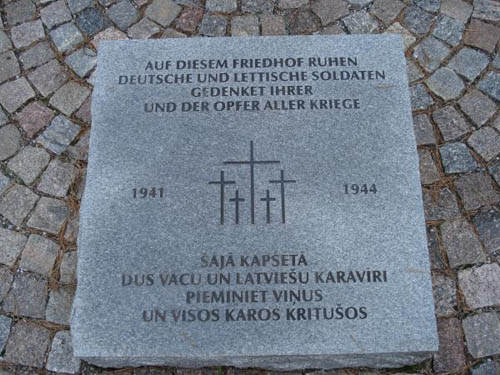 AUF DIESEM FRIEDHOF RUHEN
DEUTSCHE UND LETTISCHE SOLDATEN
GEDENKET IHRER
UND DER OPFER ALLER KRIEGE
1941 1944
ŠAJĀ KAPSĒTĀ
DUS VĀCU UN LATVIEŠU KARAVĪRI
PIEMINIET VIŅUS
UN VISOS KAROS KRITUŠOS